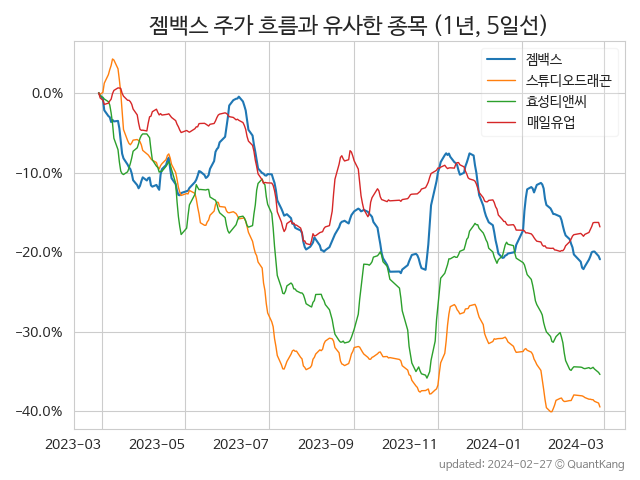 젬백스 주가 흐름과 유사한 종목 (1년, 5일선)
젬백스
스튜디오드래곤
효성티앤씨
매일유업
0.0%
−10.0%
−20.0%
−30.0%
−40.0%
2023-03 2023-05 2023-07 2023-09 2023-11 2024-01 2024-03
updated: 2024-02-27 © QuantKang